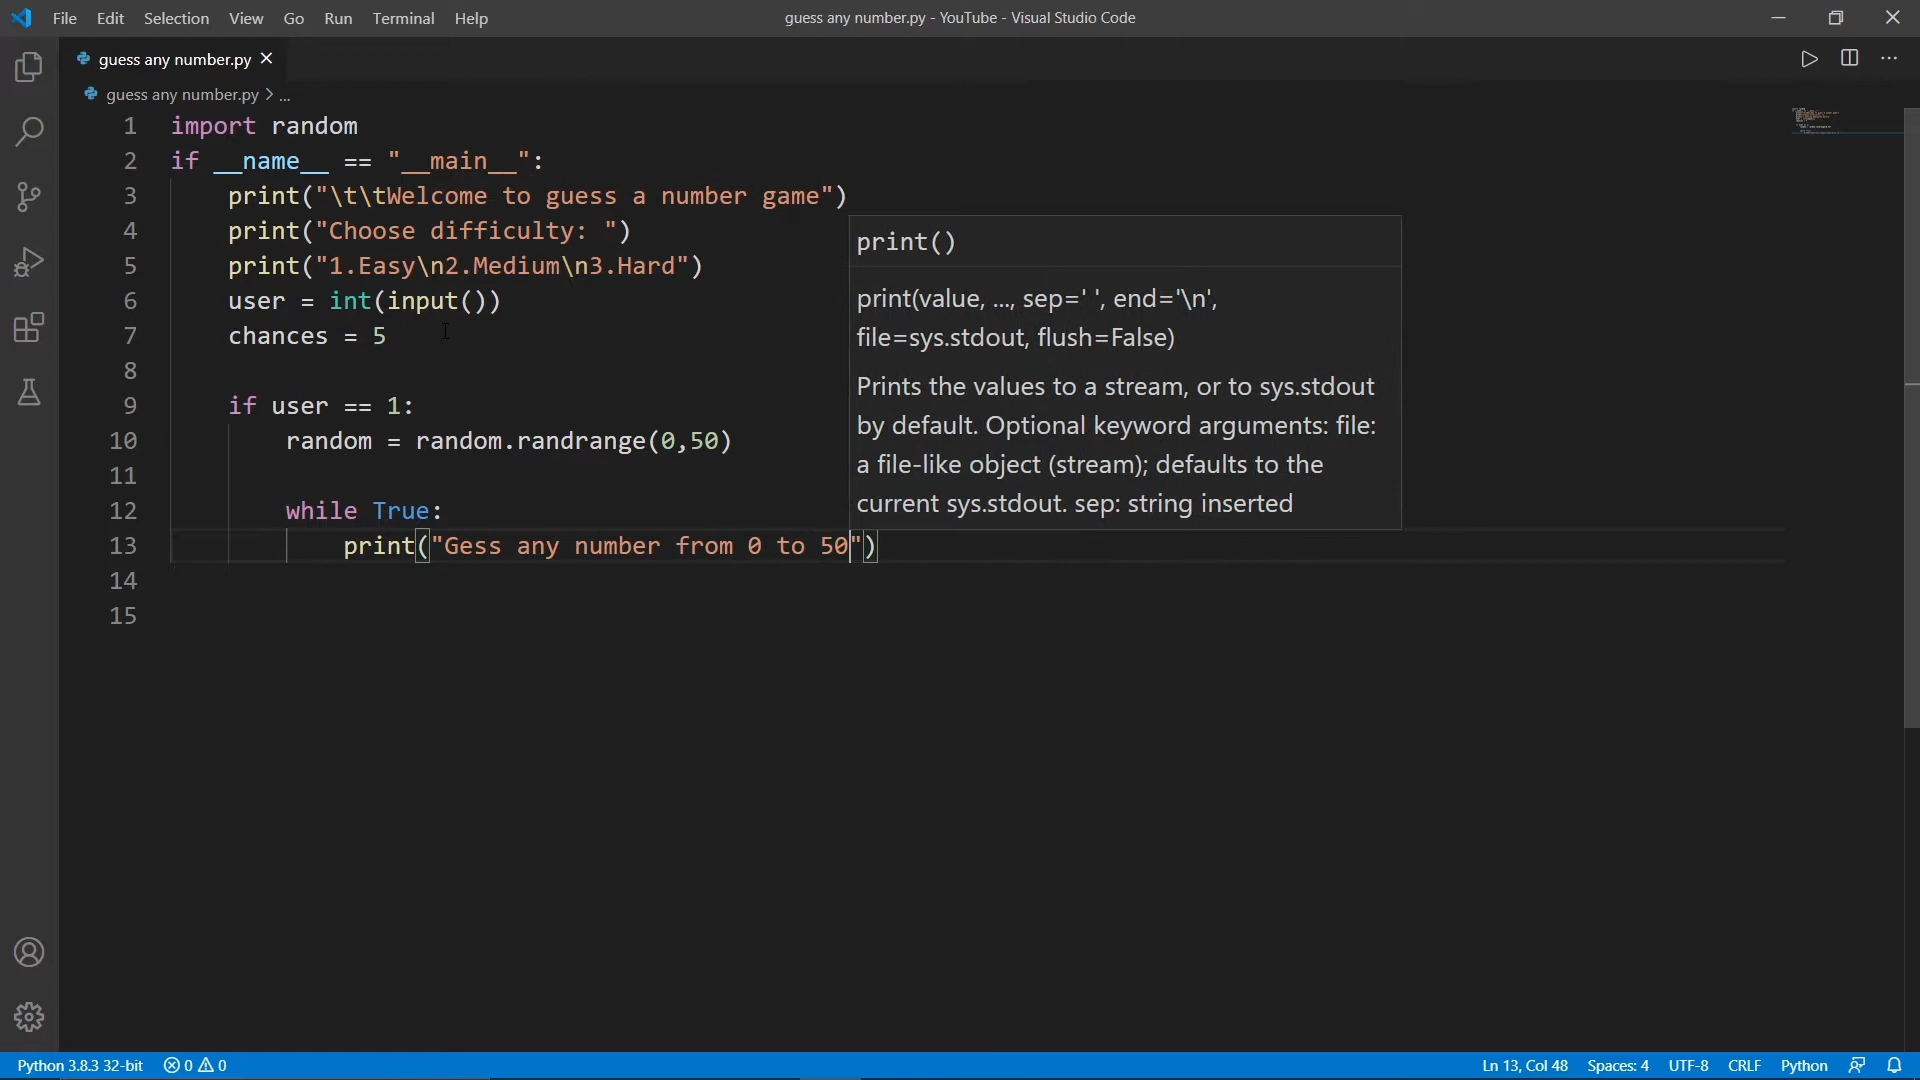 File Edit Selection View Go Run Terminal Help
guess any number.py - YouTube - Visual Studio Code
guess any number.py
guess any number.py > ...
1 import random
2 if __name__ == "__main__":
3     print("\t\tWelcome to guess a number game")
4     print("Choose difficulty: ")
5     print("1.Easy\n2.Medium\n3.Hard")
6     user = int(input())
7     chances = 5
8
9     if user == 1:
10         random = random.randrange(0,50)
11
12         while True:
13             print("Gess any number from 0 to 50")
14
15
print()
print(value, ..., sep=' ', end='\n',
file=sys.stdout, flush=False)
Prints the values to a stream, or to sys.stdout
by default. Optional keyword arguments: file:
a file-like object (stream); defaults to the
current sys.stdout. sep: string inserted
Python 3.8.3 32-bit 0 0 Ln 13, Col 48 Spaces: 4 UTF-8 CRLF Python